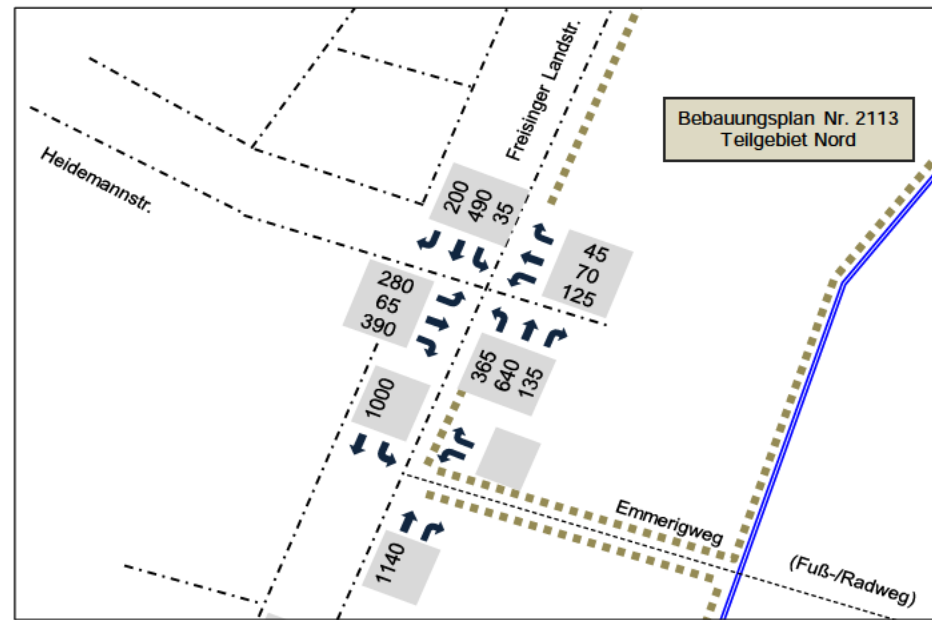 Freisinger Landstr.
Bebauungsplan Nr. 2113
Teilgebiet Nord
Heidemannstr.
200
490
35
45
70
125
280
65
390
365
640
135
1000
Emmerigweg
(Fuß-/Radweg)
1140